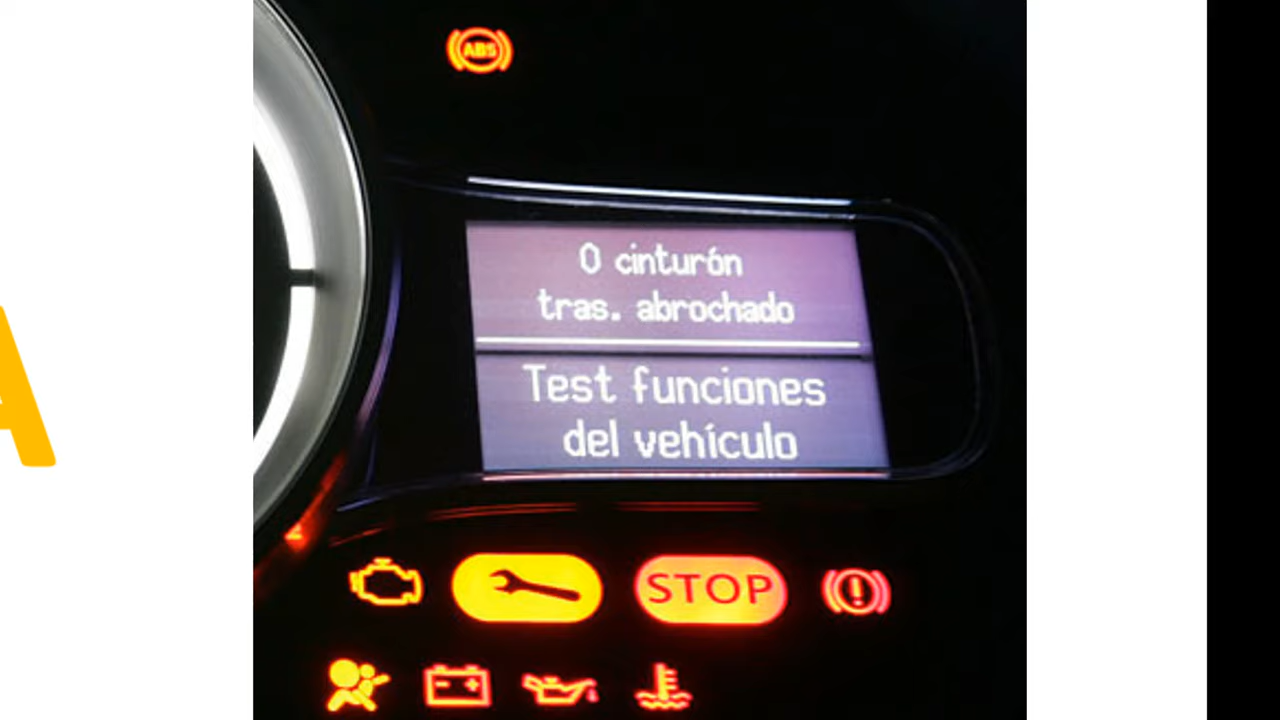 A
ABS
0 cinturón
tras. abrochado
Test funciones
del vehículo
STOP